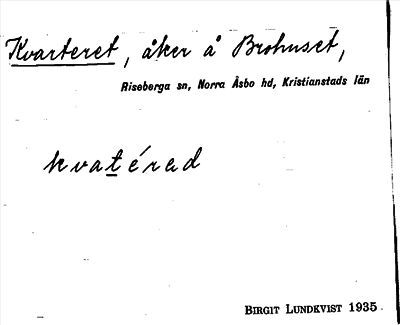 Kvarteret, åker å Brohuset,
Riseberga sn, Norra Åsbo hd, Kristianstads län
kvatérad
BIRGIT LUNDKVIST 1935.